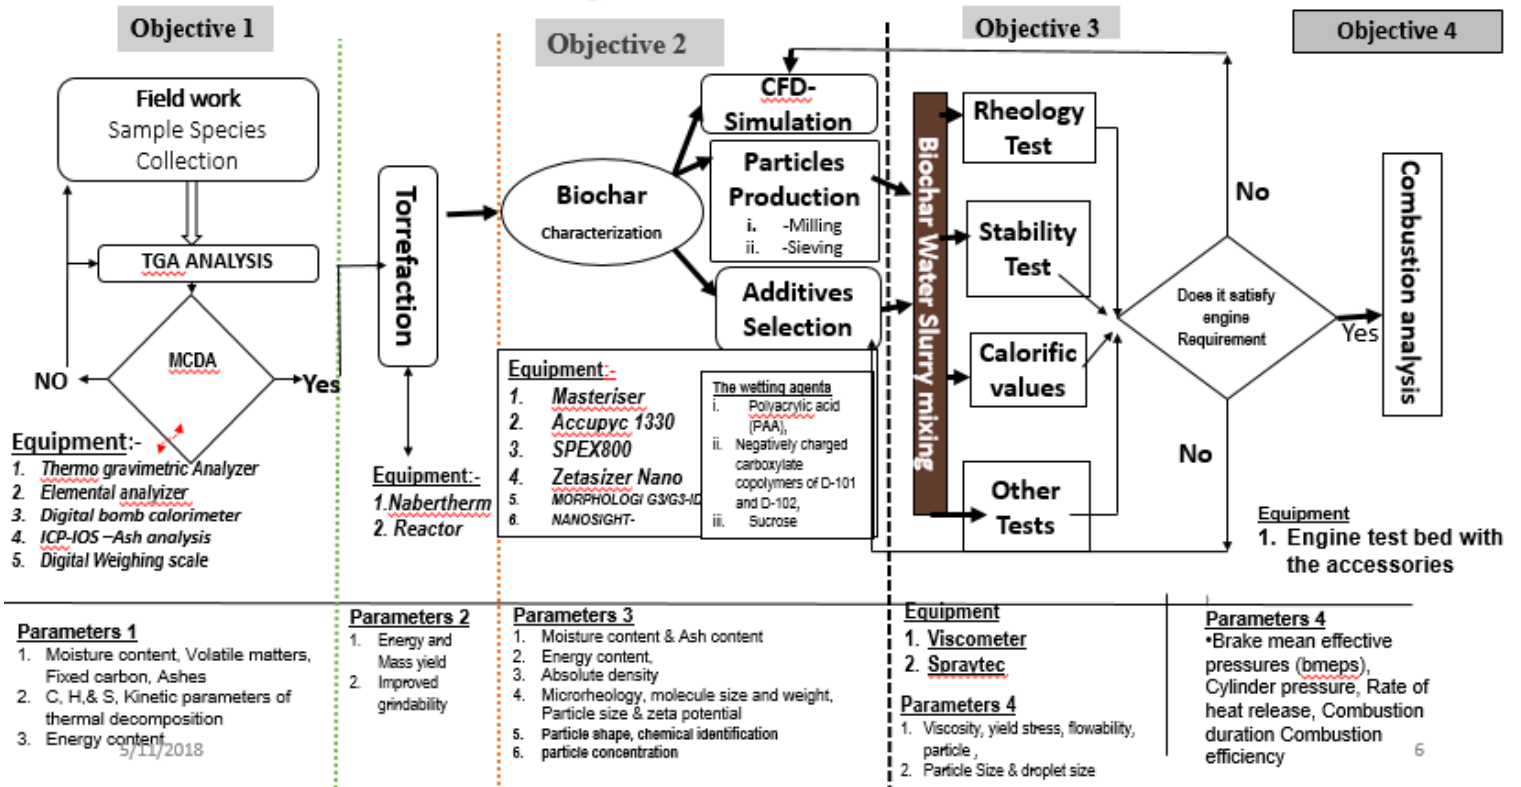 Objective 1
Objective 2
Objective 3
Objective 4
Field work
Sample Species
Collection
TGA ANALYSIS
MCDA
NO
Yes
Equipment:-
1. Thermo gravimetric Analyzer
2. Elemental analyizer
3. Digital bomb calorimeter
4. ICP-IOS –Ash analysis
5. Digital Weighing scale
Torrefaction
Equipment:-
1.Nabertherm
2. Reactor
Biochar
Characterization
CFD-
Simulation
Particles
Production
i. -Milling
ii. -Sieving
Additives
Selection
Equipment:-
1. Masteriser
2. Accupyc 1330
3. SPEX800
4. Zetasizer Nano
5. MORPHOLOGI G3/G3-ID
6. NANOSIGHT-
The wetting agents
i. Polyacrylic acid
(PAA),
ii. Negatively charged
carboxylate
copolymers of D-101
and D-102,
iii. Sucrose
Biochar Water Slurry mixing
Rheology
Test
Stability
Test
Calorific
values
Other
Tests
Does it satisfy
engine
Requirement
No
No
Yes
Combustion analysis
Equipment
1. Engine test bed with
the accessories
Parameters 1
1. Moisture content, Volatile matters,
Fixed carbon, Ashes
2. C, H,& S, Kinetic parameters of
thermal decomposition
3. Energy content
5/11/2018
Parameters 2
1. Energy and
Mass yield
2. Improved
grindability
Parameters 3
1. Moisture content & Ash content
2. Energy content,
3. Absolute density
4. Microrheology, molecule size and weight,
Particle size & zeta potential
5. Particle shape, chemical identification
6. particle concentration
Equipment
1. Viscometer
2. Spraytec
Parameters 4
1. Viscosity, yield stress, flowability,
particle ,
2. Particle Size & droplet size
Parameters 4
•Brake mean effective
pressures (bmeps),
Cylinder pressure, Rate of
heat release, Combustion
duration Combustion
efficiency
6